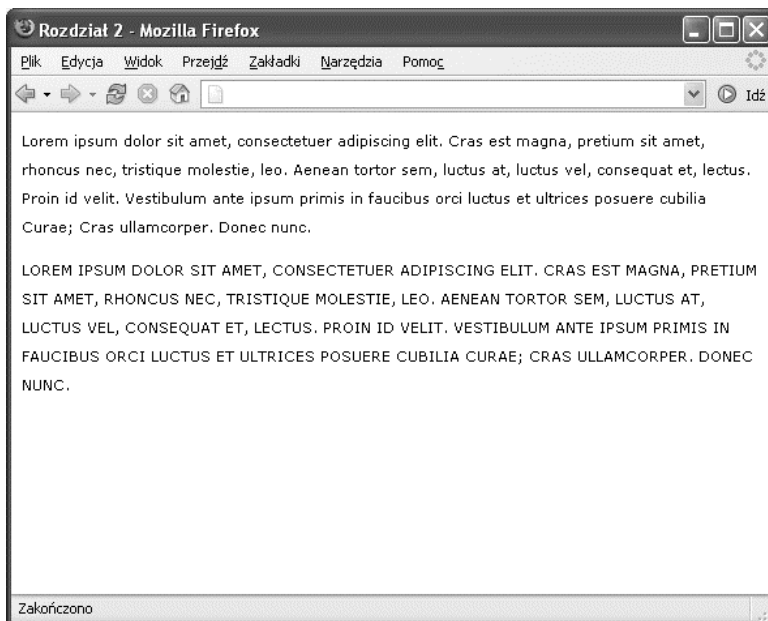 Rozdział 2 - Mozilla Firefox
Plik Edycja Widok Przejdź Zakładki Narzędzia Pomoc
Idź
Lorem ipsum dolor sit amet, consectetuer adipiscing elit. Cras est magna, pretium sit amet,
rhoncus nec, tristique molestie, leo. Aenean tortor sem, luctus at, luctus vel, consequat et, lectus.
Proin id velit. Vestibulum ante ipsum primis in faucibus orci luctus et ultrices posuere cubilia
Curae; Cras ullamcorper. Donec nunc.
LOREM IPSUM DOLOR SIT AMET, CONSECTETUER ADIPISCING ELIT. CRAS EST MAGNA, PRETIUM
SIT AMET, RHONCUS NEC, TRISTIQUE MOLESTIE, LEO. AENEAN TORTOR SEM, LUCTUS AT,
LUCTUS VEL, CONSEQUAT ET, LECTUS. PROIN ID VELIT. VESTIBULUM ANTE IPSUM PRIMIS IN
FAUCIBUS ORCI LUCTUS ET ULTRICES POSUERE CUBILIA CURAE; CRAS ULLAMCORPER. DONEC
NUNC.
Zakończono